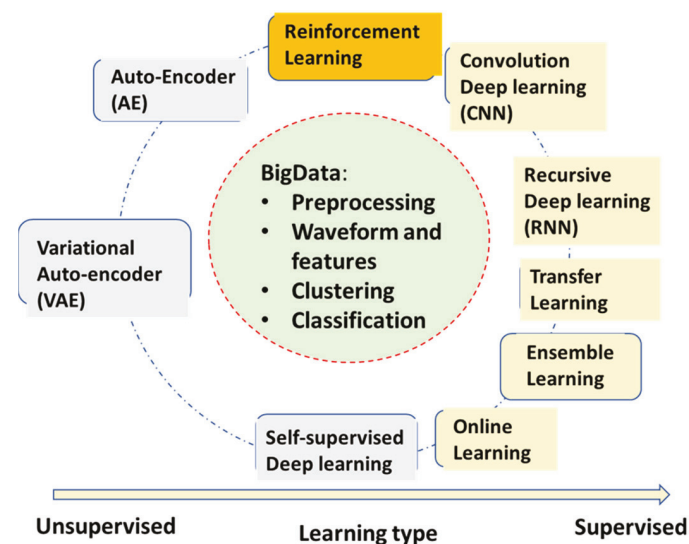 Reinforcement
Learning
Auto-Encoder
(AE)
Convolution
Deep learning
(CNN)
Recursive
Deep learning
(RNN)
Transfer
Learning
Ensemble
Learning
Online
Learning
Self-supervised
Deep learning
Variational
Auto-encoder
(VAE)
BigData:
• Preprocessing
• Waveform and
features
• Clustering
• Classification
Unsupervised
Learning type
Supervised